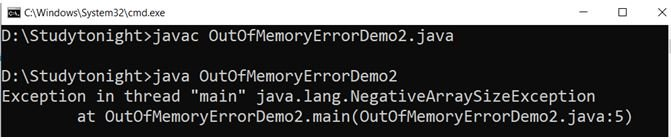 C:\Windows\System32\cmd.exe
D:\Studytonight>javac OutOfMemoryErrorDemo2.java
D:\Studytonight>java OutOfMemoryErrorDemo2
Exception in thread "main" java.lang.NegativeArraySizeException
        at OutOfMemoryErrorDemo2.main(OutOfMemoryErrorDemo2.java:5)